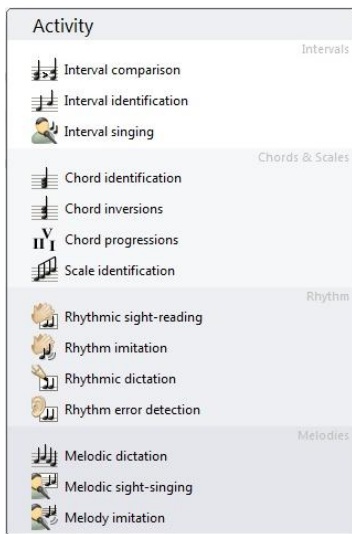 Activity
Intervals
Interval comparison
Interval identification
Interval singing
Chords & Scales
Chord identification
Chord inversions
II V I Chord progressions
Scale identification
Rhythm
Rhythmic sight-reading
Rhythm imitation
Rhythmic dictation
Rhythm error detection
Melodies
Melodic dictation
Melodic sight-singing
Melody imitation